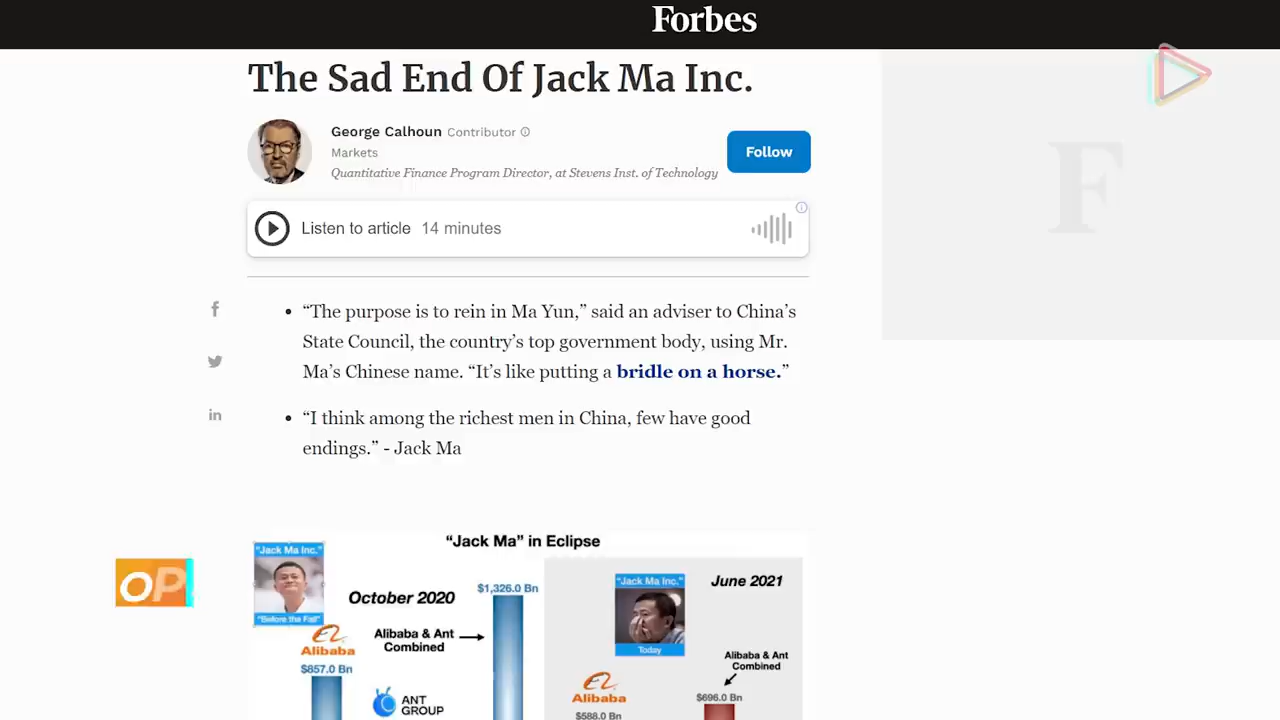 Forbes
The Sad End Of Jack Ma Inc.
George Calhoun Contributor
Markets
Quantitative Finance Program Director, at Stevens Inst. of Technology
Follow
Listen to article 14 minutes
“The purpose is to rein in Ma Yun,” said an adviser to China’s
State Council, the country’s top government body, using Mr.
Ma’s Chinese name. “It’s like putting a bridle on a horse.”
“I think among the richest men in China, few have good
endings.” - Jack Ma
F
f
in
OP
“Jack Ma” in Eclipse
“Jack Ma Inc.”
“Before the Fall”
October 2020
$1,326.0 Bn
Alibaba & Ant
Combined
Alibaba
$857.0 Bn
ANT
GROUP
“Jack Ma Inc.”
Today
June 2021
Alibaba & Ant
Combined
Alibaba
$696.0 Bn
$588.0 Bn